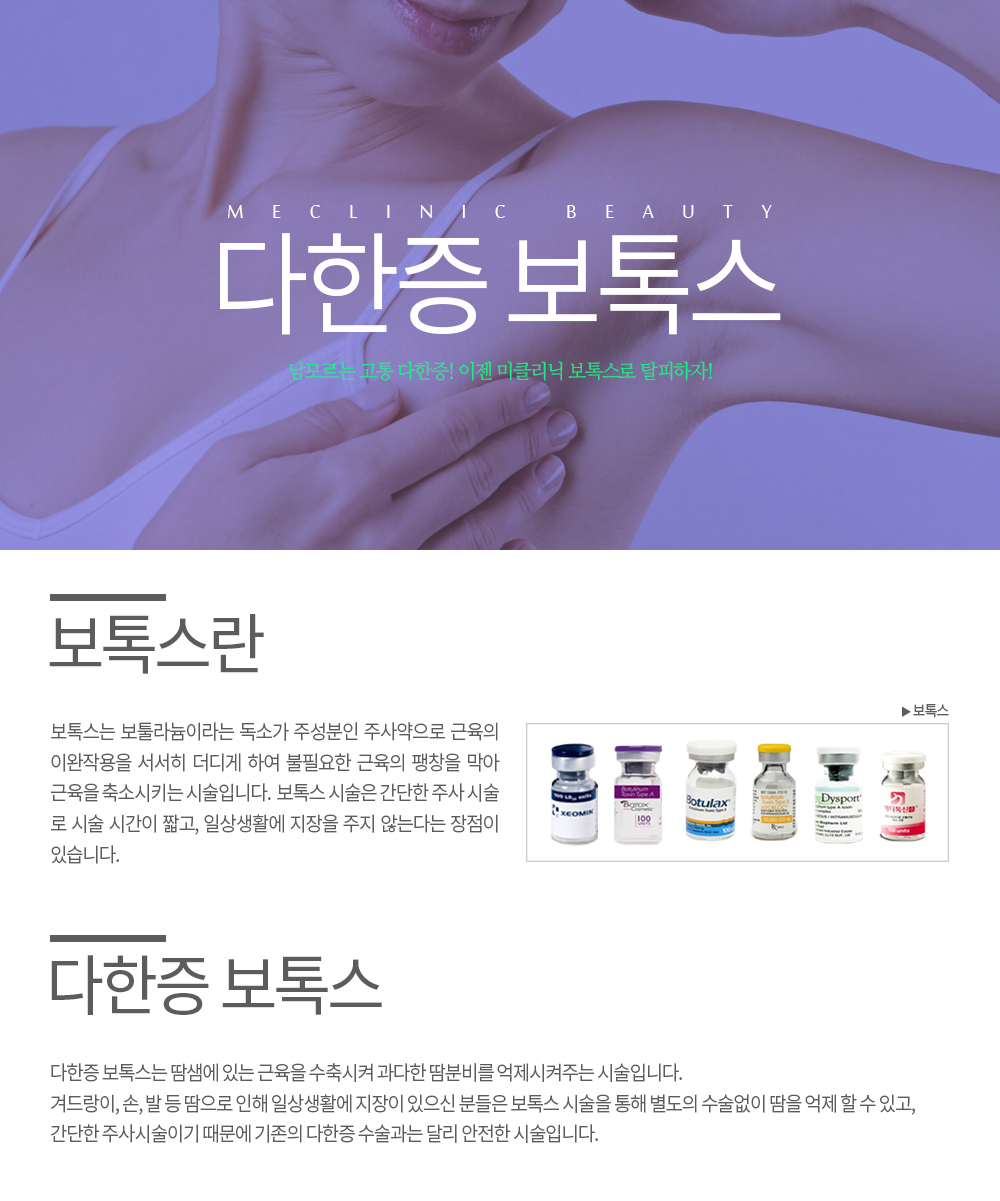 MECLINIC BEAUTY
다한증 보톡스
남모르는 고통 다한증! 이젠 미클리닉 보톡스로 탈피하자!
보톡스란
▶보톡스
보톡스는 보툴라늄이라는 독소가 주성분인 주사약으로 근육의
이완작용을 서서히 더디게 하여 불필요한 근육의 팽창을 막아
근육을 축소시키는 시술입니다. 보톡스 시술은 간단한 주사 시술
로 시술 시간이 짧고, 일상생활에 지장을 주지 않는다는 장점이
있습니다.
XEOMIN
Botulinum
Toxin Type A
BOTOX
Cosmetic
100
UNITS
Botulax
Dysport
메디톡신
100 units
다한증 보톡스
다한증 보톡스는 땀샘에 있는 근육을 수축시켜 과다한 땀분비를 억제시켜주는 시술입니다.
겨드랑이, 손, 발 등 땀으로 인해 일상생활에 지장이 있으신 분들은 보톡스 시술을 통해 별도의 수술없이 땀을 억제 할 수 있고,
간단한 주사시술이기 때문에 기존의 다한증 수술과는 달리 안전한 시술입니다.